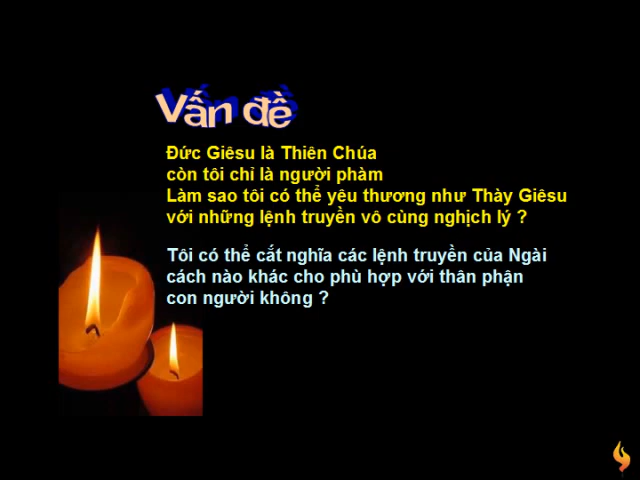 Vấn đề
Đức Giêsu là Thiên Chúa
còn tôi chỉ là người phàm
Làm sao tôi có thể yêu thương như Thày Giêsu
với những lệnh truyền vô cùng nghịch lý ?
Tôi có thể cắt nghĩa các lệnh truyền của Ngài
cách nào khác cho phù hợp với thân phận
con người không ?